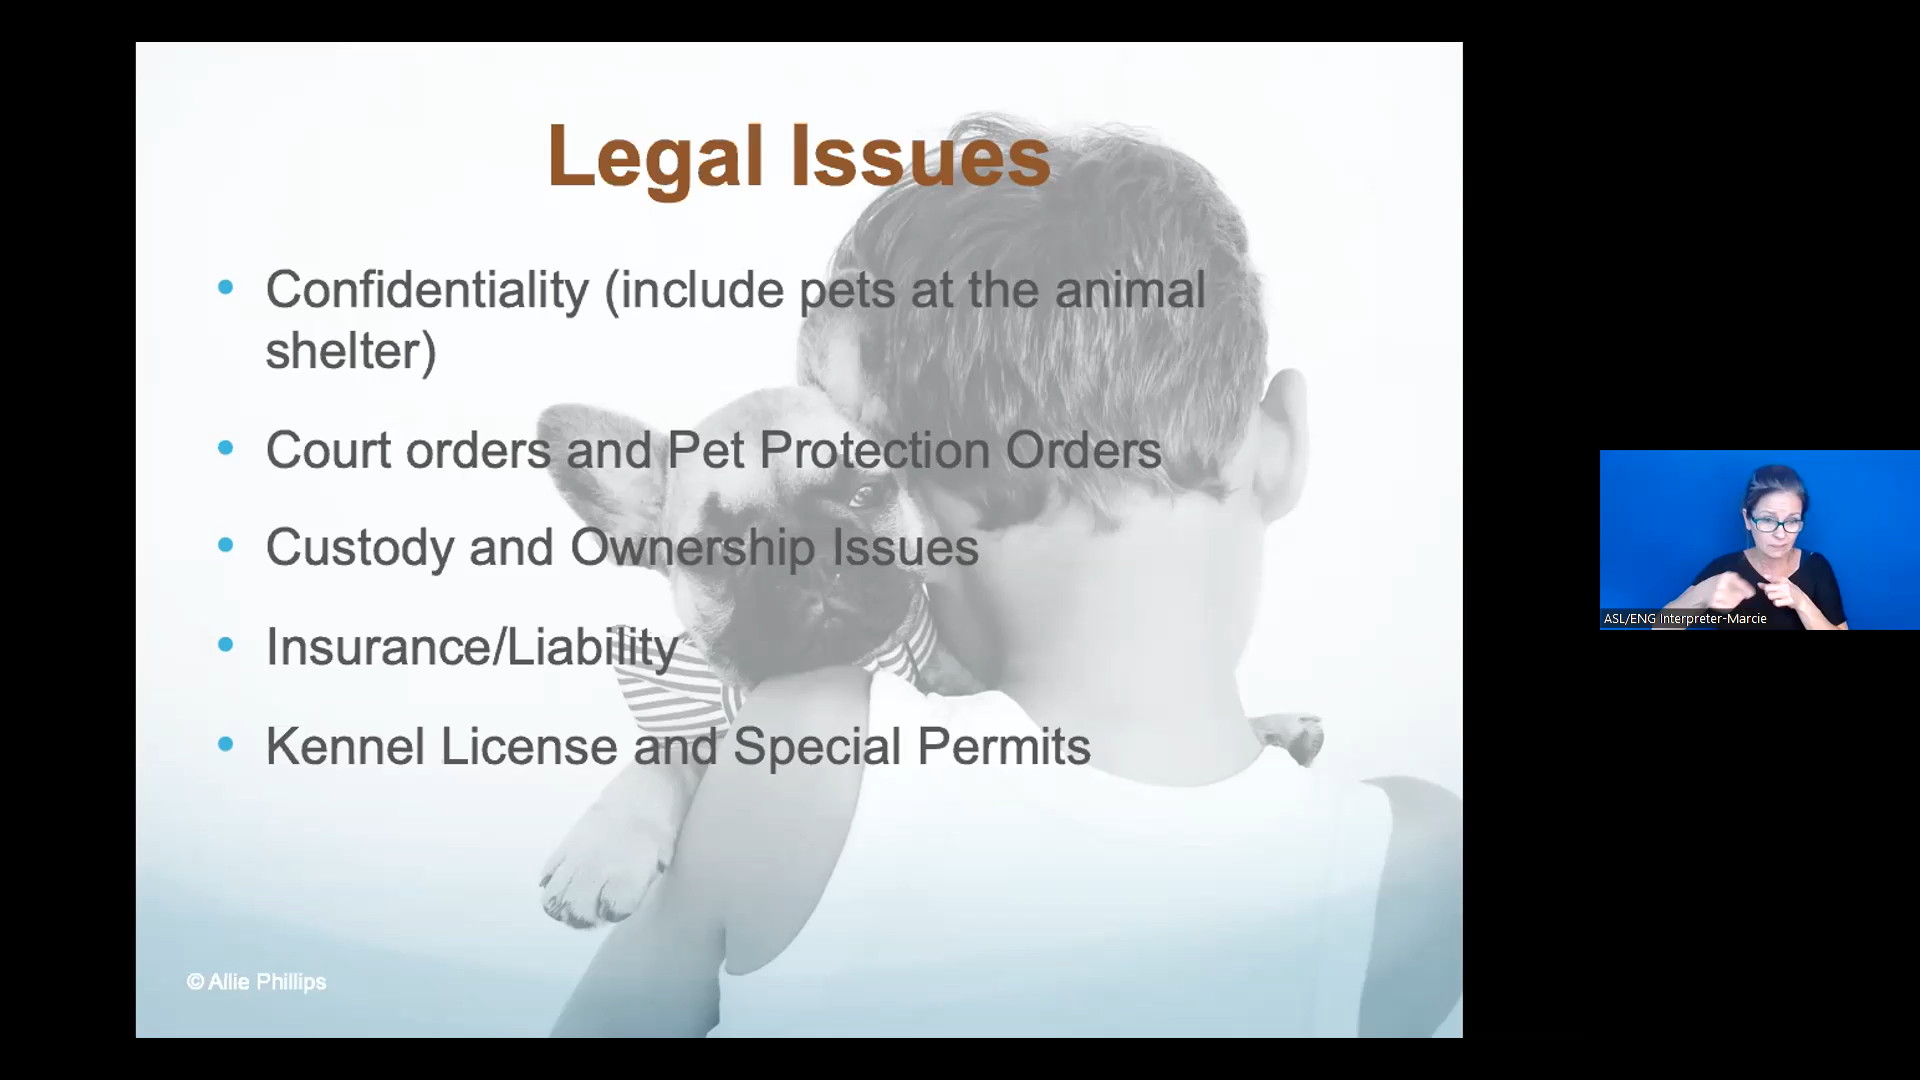 Legal Issues
• Confidentiality (include pets at the animal
shelter)
• Court orders and Pet Protection Orders
• Custody and Ownership Issues
• Insurance/Liability
• Kennel License and Special Permits
© Allie Phillips
ASL/ENG Interpreter-Marcie